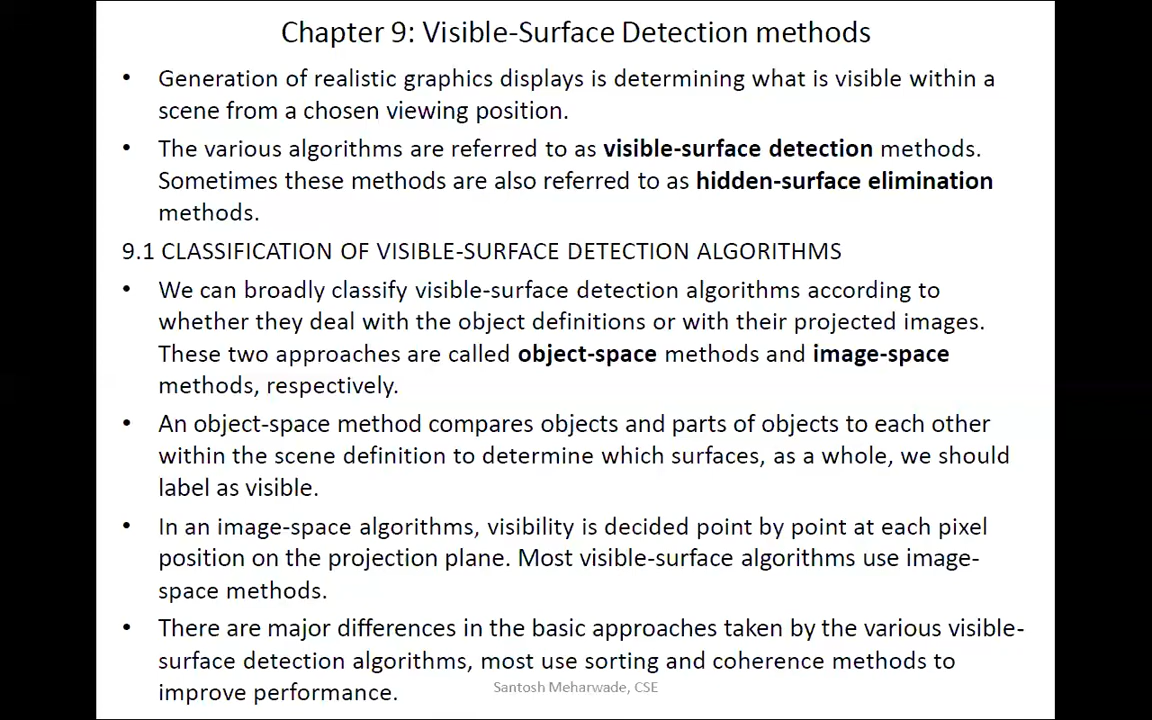 Chapter 9: Visible-Surface Detection methods
• Generation of realistic graphics displays is determining what is visible within a
scene from a chosen viewing position.
• The various algorithms are referred to as visible-surface detection methods.
Sometimes these methods are also referred to as hidden-surface elimination
methods.
9.1 CLASSIFICATION OF VISIBLE-SURFACE DETECTION ALGORITHMS
• We can broadly classify visible-surface detection algorithms according to
whether they deal with the object definitions or with their projected images.
These two approaches are called object-space methods and image-space
methods, respectively.
• An object-space method compares objects and parts of objects to each other
within the scene definition to determine which surfaces, as a whole, we should
label as visible.
• In an image-space algorithms, visibility is decided point by point at each pixel
position on the projection plane. Most visible-surface algorithms use image-
space methods.
• There are major differences in the basic approaches taken by the various visible-
surface detection algorithms, most use sorting and coherence methods to
improve performance.
Santosh Meharwade, CSE